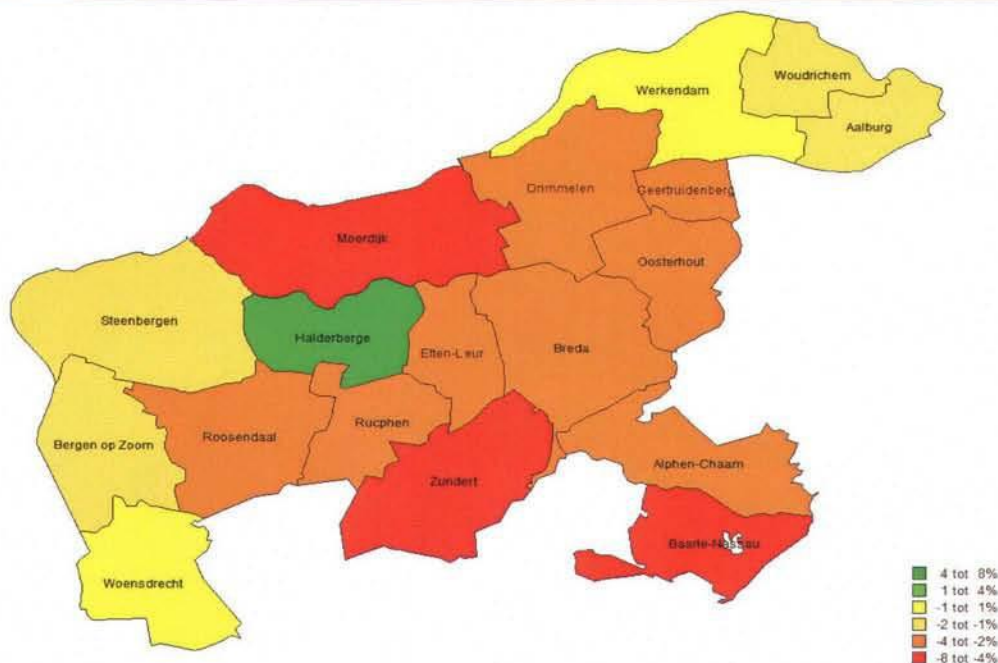 Woudrichem
Werkendam
Aalburg
Drimmelen
Geertruidenberg
Moerdijk
Oosterhout
Steenbergen
Halderberge
Etten-Leur
Breda
Bergen op Zoom
Roosendaal
Rucphen
Alphen-Chaam
Zundert
Baarle-Nassau
Woensdrecht
4 tot 8%
1 tot 4%
-1 tot 1%
-2 tot -1%
-4 tot -2%
-8 tot -4%